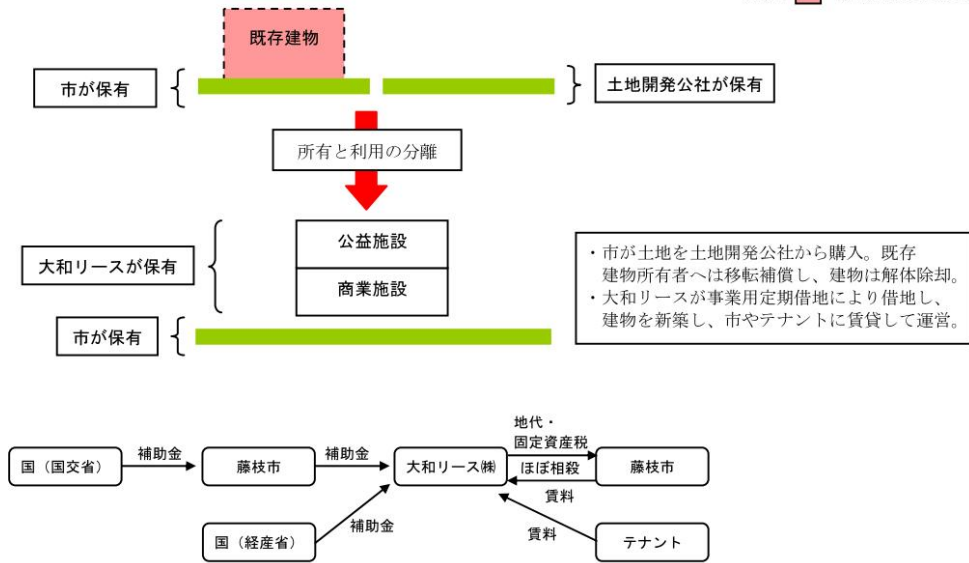 既存建物
市が保有
土地開発公社が保有
所有と利用の分離
公益施設
大和リースが保有
商業施設
市が保有
・市が土地を土地開発公社から購入。既存
建物所有者へは移転補償し、建物は解体除却。
・大和リースが事業用定期借地により借地し、
建物を新築し、市やテナントに賃貸して運営。
地代・
固定資産税
国（国交省）
補助金
藤枝市
補助金
大和リース㈱
ほぼ相殺
藤枝市
賃料
国（経産省）
補助金
賃料
テナント